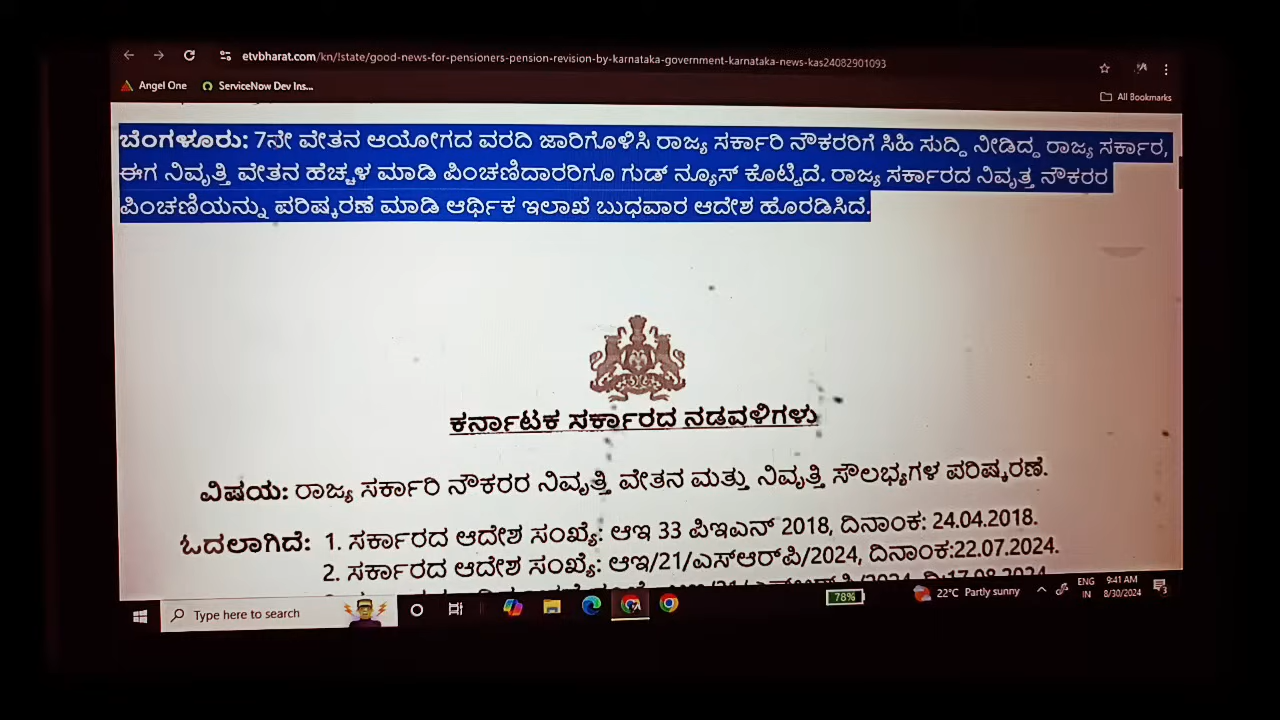 etvbharat.com/kn/!state/good-news-for-pensioners-pension-revision-by-karnataka-government-karnataka-news-kas24082901093
Angel One ServiceNow Dev Ins...
All Bookmarks
ಬೆಂಗಳೂರು: 7ನೇ ವೇತನ ಆಯೋಗದ ವರದಿ ಜಾರಿಗೊಳಿಸಿ ರಾಜ್ಯ ಸರ್ಕಾರಿ ನೌಕರರಿಗೆ ಸಿಹಿ ಸುದ್ದಿ ನೀಡಿದ್ದ ರಾಜ್ಯ ಸರ್ಕಾರ,
ಈಗ ನಿವೃತ್ತಿ ವೇತನ ಹೆಚ್ಚಳ ಮಾಡಿ ಪಿಂಚಣಿದಾರರಿಗೂ ಗುಡ್ ನ್ಯೂಸ್ ಕೊಟ್ಟಿದೆ. ರಾಜ್ಯ ಸರ್ಕಾರದ ನಿವೃತ್ತ ನೌಕರರ
ಪಿಂಚಣಿಯನ್ನು ಪರಿಷ್ಕರಣೆ ಮಾಡಿ ಆರ್ಥಿಕ ಇಲಾಖೆ ಬುಧವಾರ ಆದೇಶ ಹೊರಡಿಸಿದೆ.
ಕರ್ನಾಟಕ ಸರ್ಕಾರದ ನಡವಳಿಗಳು
ವಿಷಯ: ರಾಜ್ಯ ಸರ್ಕಾರಿ ನೌಕರರ ನಿವೃತ್ತಿ ವೇತನ ಮತ್ತು ನಿವೃತ್ತಿ ಸೌಲಭ್ಯಗಳ ಪರಿಷ್ಕರಣೆ.
ಓದಲಾಗಿದೆ: 1. ಸರ್ಕಾರದ ಆದೇಶ ಸಂಖ್ಯೆ: ಆಇ 33 ಪಿಇಎನ್ 2018, ದಿನಾಂಕ: 24.04.2018.
2. ಸರ್ಕಾರದ ಆದೇಶ ಸಂಖ್ಯೆ: ಆಇ/21/ಎಸ್‌ಆರ್‌ಪಿ/2024, ದಿನಾಂಕ:22.07.2024.
Type here to search
78%
22°C Partly sunny
ENG
IN
9:41 AM
8/30/2024
3